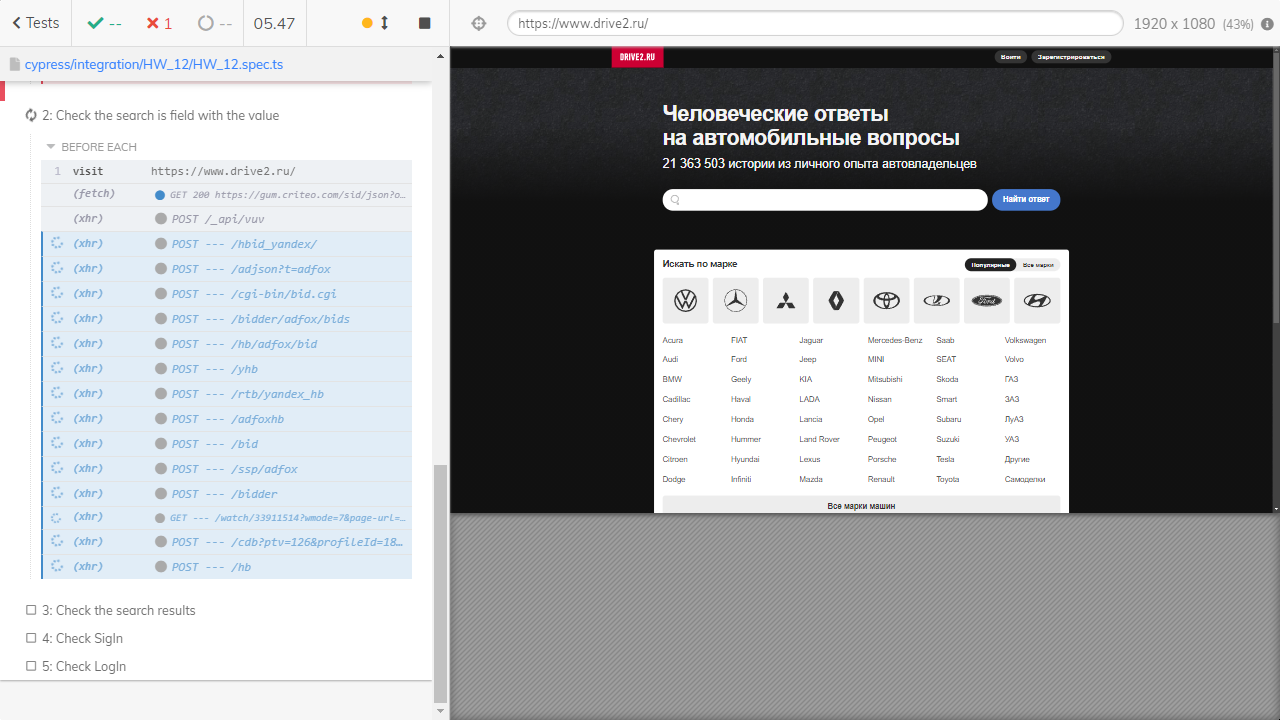 Tests
--
1
--
05.47
https://www.drive2.ru/
1920 x 1080 (43%)
cypress/integration/HW_12/HW_12.spec.ts
2: Check the search is field with the value
BEFORE EACH
1 visit https://www.drive2.ru/
(fetch) GET 200 https://gum.criteo.com/sid/json?o…
(xhr) POST /_api/vuv
(xhr) POST --- /hbid_yandex/
(xhr) POST --- /adjson?t=adfox
(xhr) POST --- /cgi-bin/bid.cgi
(xhr) POST --- /bidder/adfox/bids
(xhr) POST --- /hb/adfox/bid
(xhr) POST --- /yhb
(xhr) POST --- /rtb/yandex_hb
(xhr) POST --- /adfoxhb
(xhr) POST --- /bid
(xhr) POST --- /ssp/adfox
(xhr) POST --- /bidder
(xhr) GET --- /watch/33911514?wmode=7&page-url=…
(xhr) POST --- /cdb?ptv=126&profileId=18…
(xhr) POST --- /hb
3: Check the search results
4: Check SigIn
5: Check LogIn
DRIVE2.RU
Войти Зарегистрироваться
Человеческие ответы
на автомобильные вопросы
21 363 503 истории из личного опыта автовладельцев
Найти ответ
Искать по марке
Популярные Все марки
Acura FIAT Jaguar Mercedes-Benz Saab Volkswagen
Audi Ford Jeep MINI SEAT Volvo
BMW Geely KIA Mitsubishi Skoda ГАЗ
Cadillac Haval LADA Nissan Smart ЗАЗ
Chery Honda Lancia Opel Subaru ЛуАЗ
Chevrolet Hummer Land Rover Peugeot Suzuki УАЗ
Citroen Hyundai Lexus Porsche Tesla Другие
Dodge Infiniti Mazda Renault Toyota Самоделки
Все марки машин